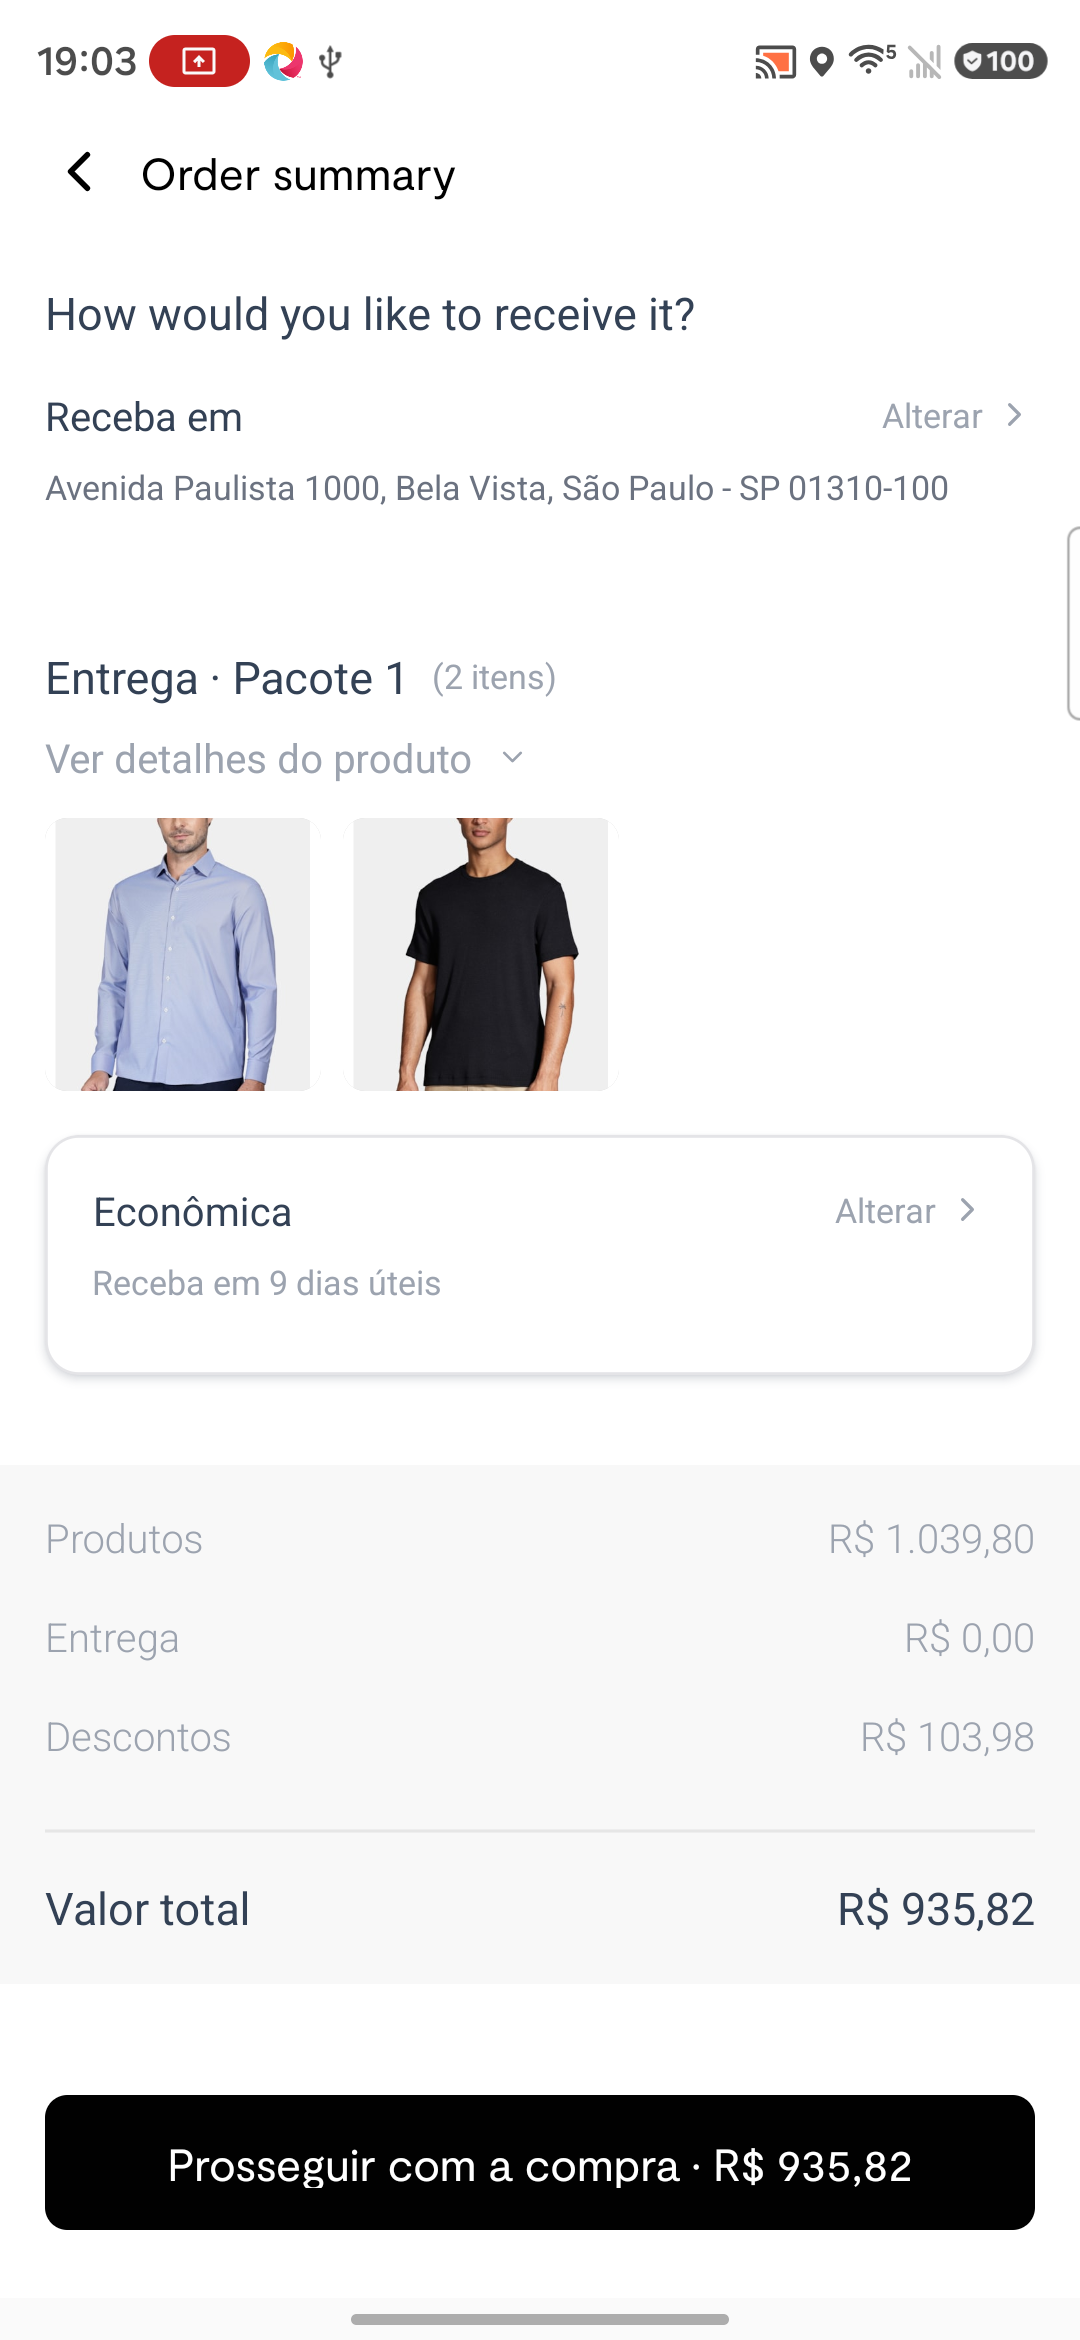 19:03
5
100
Order summary
How would you like to receive it?
Receba em
Alterar
Avenida Paulista 1000, Bela Vista, São Paulo - SP 01310-100
Entrega · Pacote 1 (2 itens)
Ver detalhes do produto
Econômica
Alterar
Receba em 9 dias úteis
Produtos R$ 1.039,80
Entrega R$ 0,00
Descontos R$ 103,98
Valor total R$ 935,82
Prosseguir com a compra · R$ 935,82